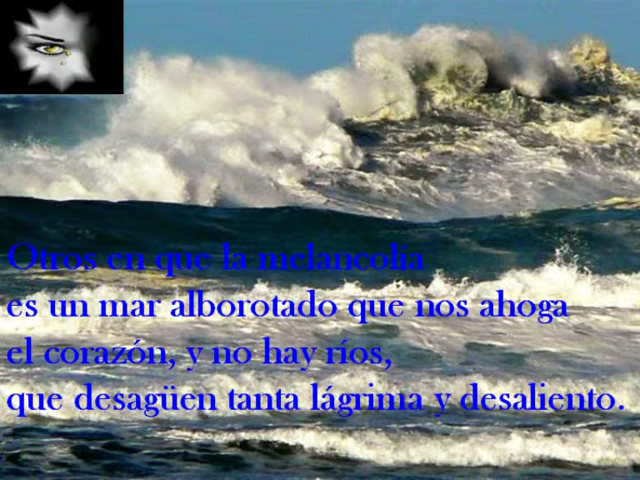 Otros en que la melancolía
es un mar alborotado que nos ahoga
el corazón, y no hay ríos,
que desagüen tanta lágrima y desaliento.